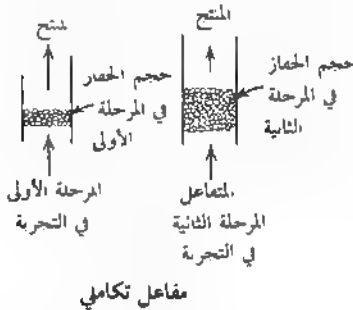 منتج
حجم الحفاز
في المرحلة
الأولى
المرحلة الأولى
في التجربة
المنتج
حجم الحفاز
في المرحلة
الثانية
المتفاعل
المرحلة الثانية
في التجربة
مفاعل تكاملي